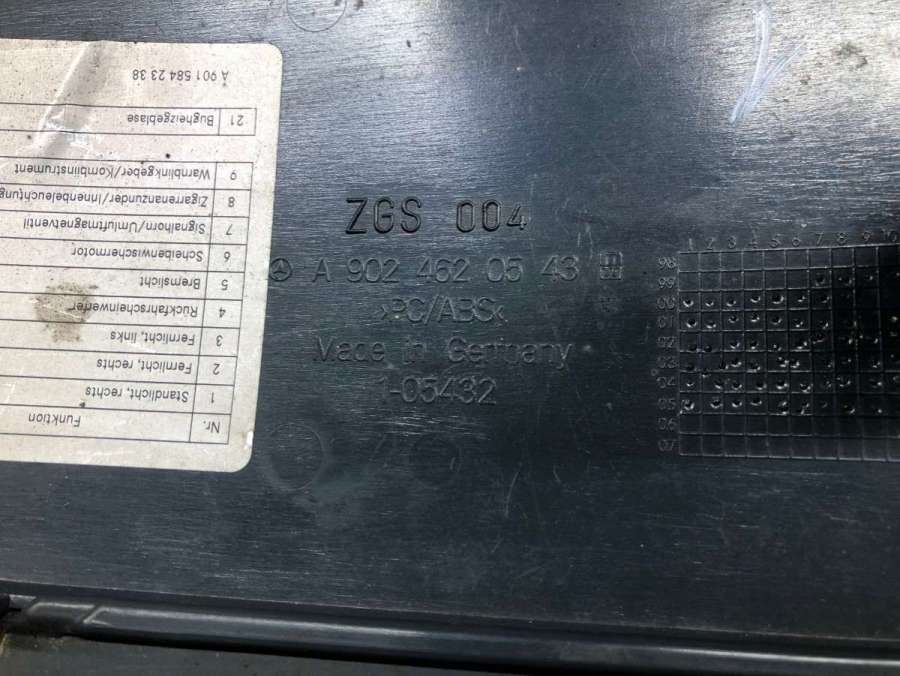 ZGS 004
A 902 462 05 43
>PC/ABS<
Made in Germany
1-05432
Nr. Funktion
1 Standlicht, rechts
2 Fernlicht, rechts
3 Fernlicht, links
4 Rückfahrscheinwerfer
5 Bremslicht
6 Scheibenwischermotor
7 Signalhorn/Umluftmagnetventil
8 Zigarrenanzünder/Innenbeleuchtung
9 Warnblinkgeber/Kombiinstrument
21 Bugheizgebläse
A 901 584 23 38
1 2 3 4 5 6 7 8 9 10
98
99
00
01
02
03
04
05
06
07